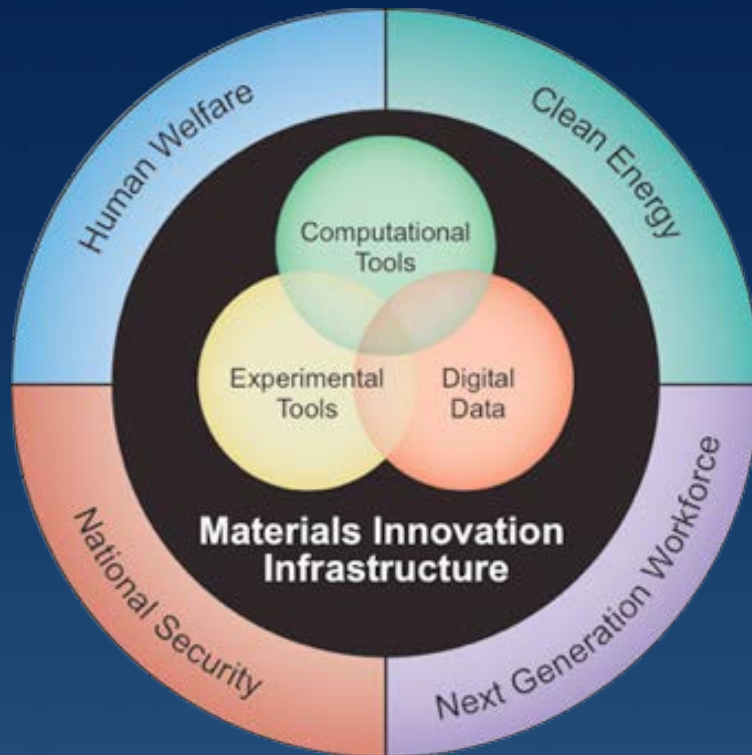 Human Welfare
Clean Energy
Computational
Tools
Experimental
Tools
Digital
Data
Materials Innovation
Infrastructure
National Security
Next Generation Workforce